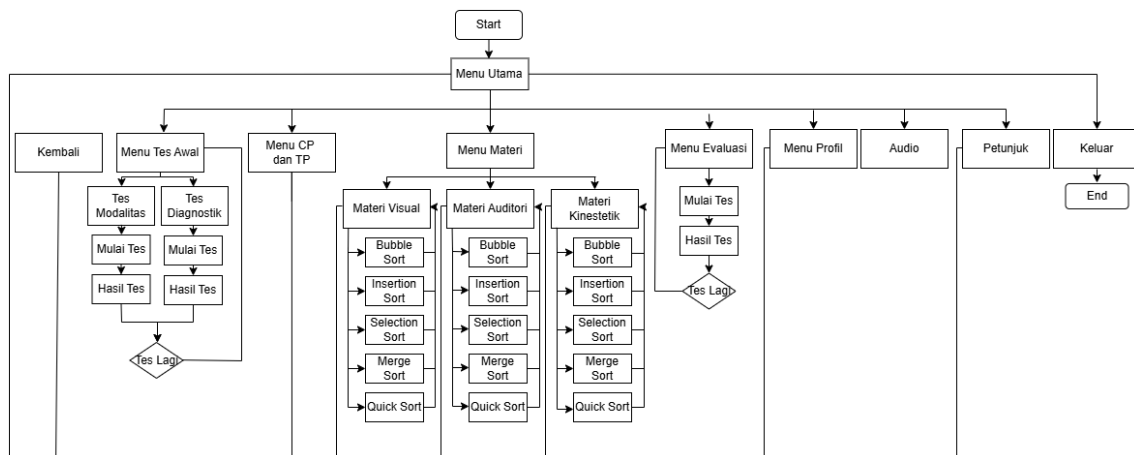 Start
Menu Utama
Kembali
Menu Tes Awal
Menu CP
dan TP
Menu Materi
Menu Evaluasi
Menu Profil
Audio
Petunjuk
Keluar
End
Tes
Modalitas
Tes
Diagnostik
Mulai Tes
Mulai Tes
Hasil Tes
Hasil Tes
Tes Lagi
Materi Visual
Materi Auditori
Materi
Kinestetik
Bubble
Sort
Insertion
Sort
Selection
Sort
Merge
Sort
Quick Sort
Bubble
Sort
Insertion
Sort
Selection
Sort
Merge
Sort
Quick Sort
Bubble
Sort
Insertion
Sort
Selection
Sort
Merge
Sort
Quick Sort
Mulai Tes
Hasil Tes
Tes Lagi